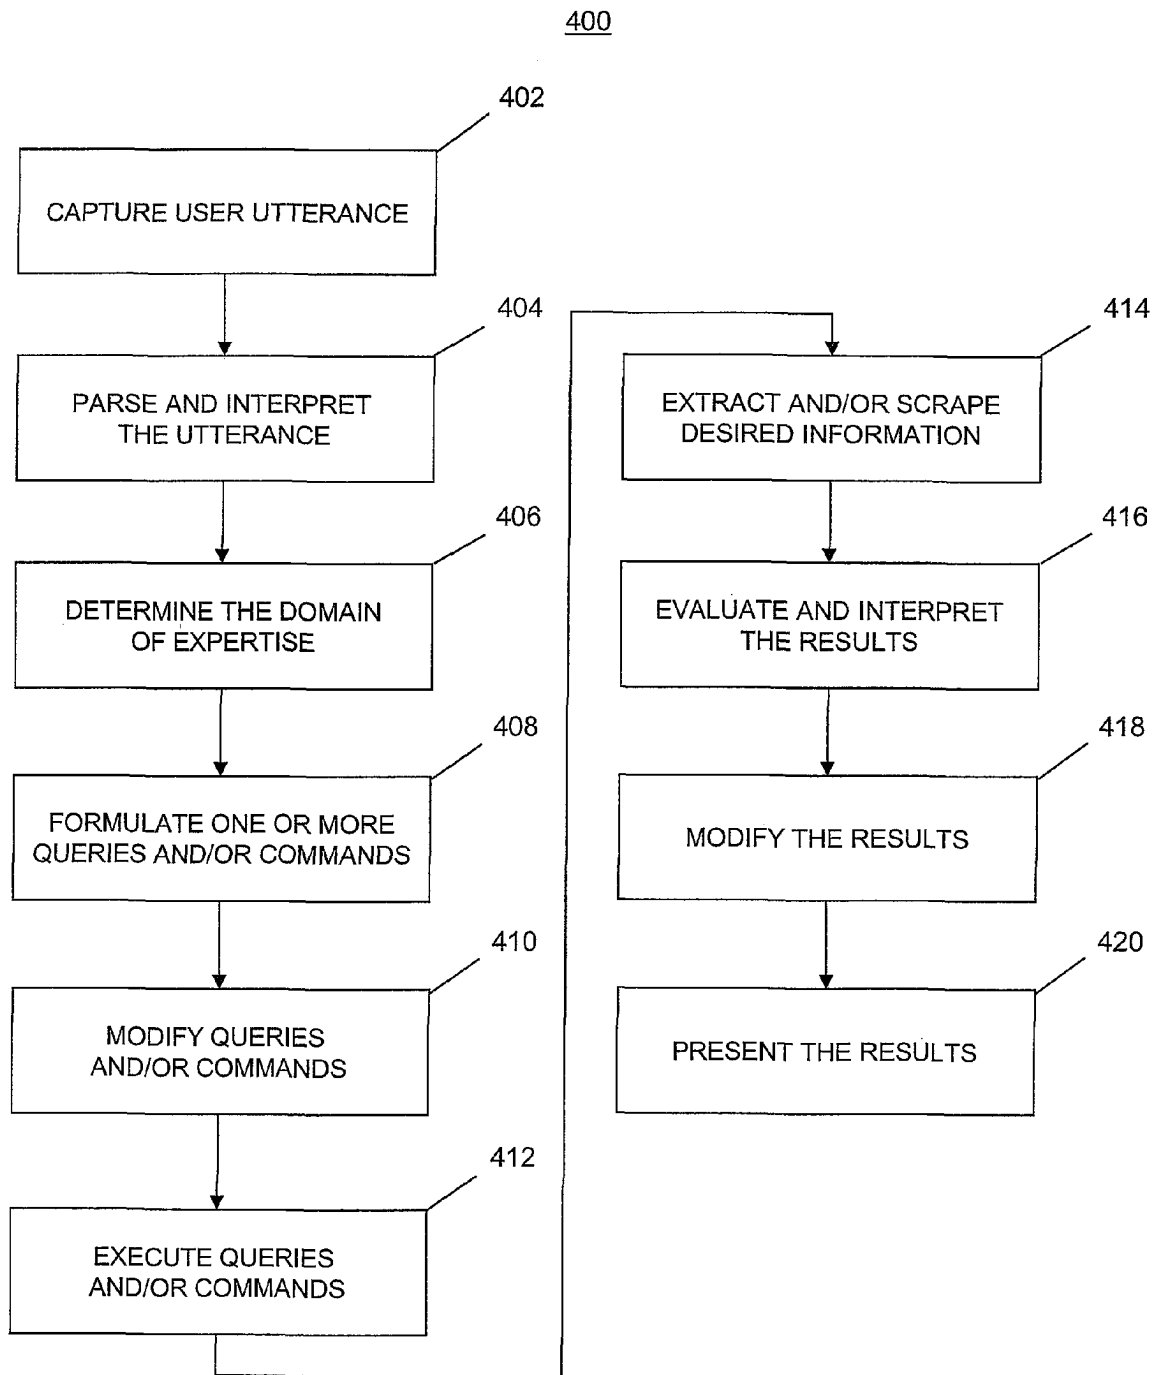 400
402
CAPTURE USER UTTERANCE
404
PARSE AND INTERPRET
THE UTTERANCE
406
DETERMINE THE DOMAIN
OF EXPERTISE
408
FORMULATE ONE OR MORE
QUERIES AND/OR COMMANDS
410
MODIFY QUERIES
AND/OR COMMANDS
412
EXECUTE QUERIES
AND/OR COMMANDS
414
EXTRACT AND/OR SCRAPE
DESIRED INFORMATION
416
EVALUATE AND INTERPRET
THE RESULTS
418
MODIFY THE RESULTS
420
PRESENT THE RESULTS